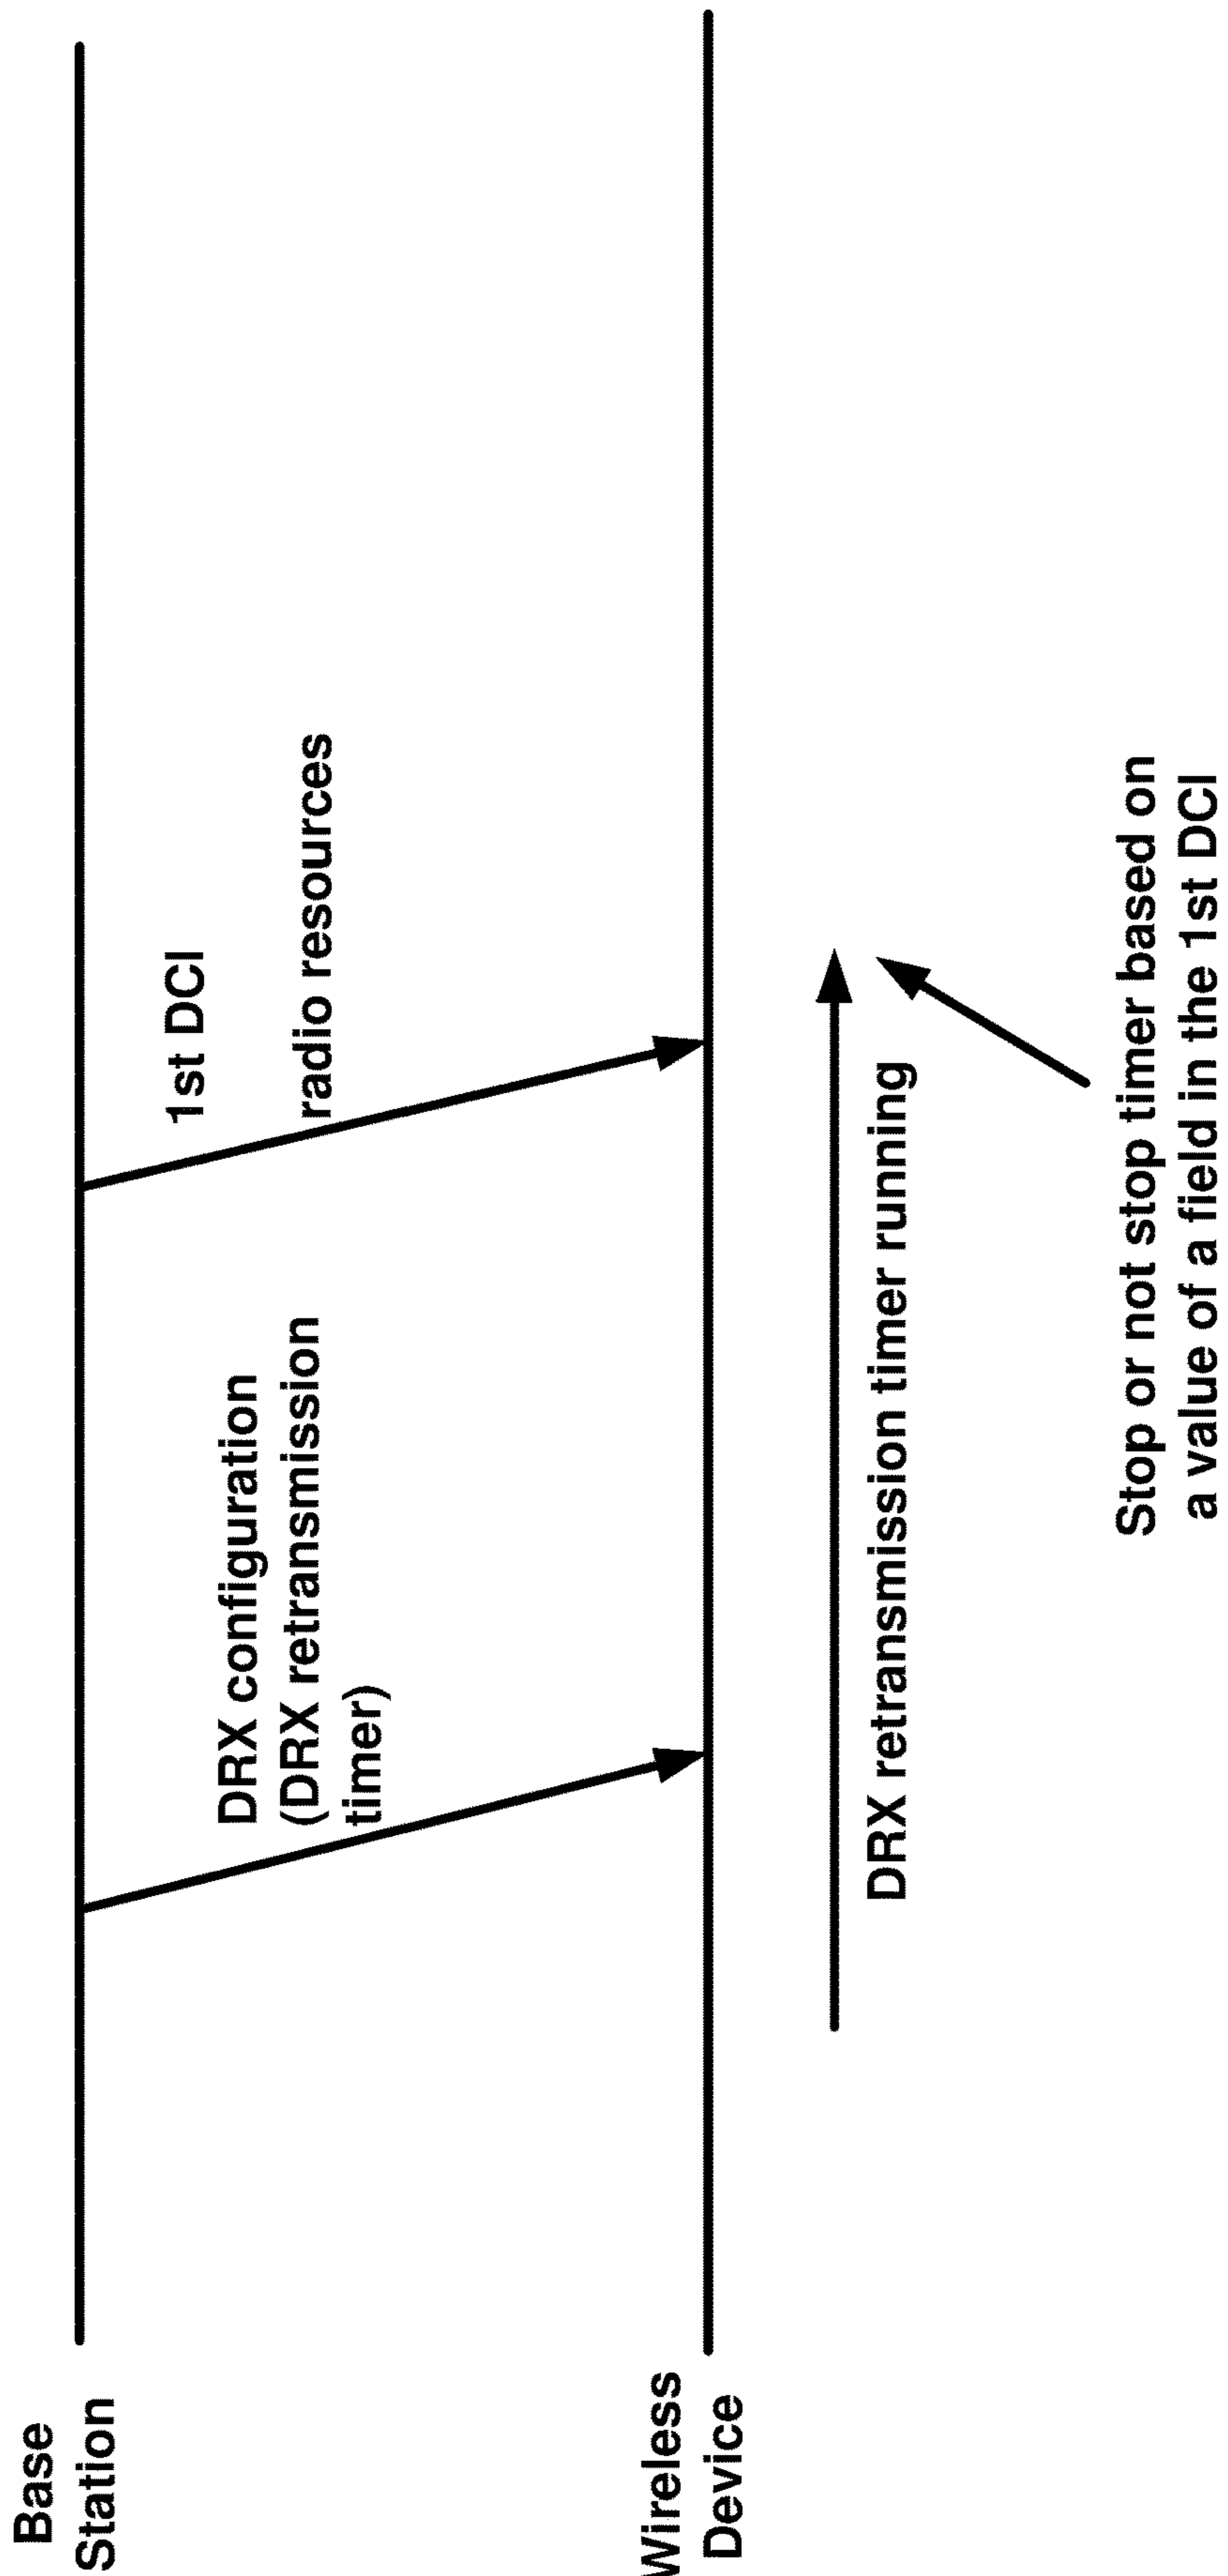 Base
Station
DRX configuration
(DRX retransmission
timer)
1st DCI
radio resources
Wireless
Device
DRX retransmission timer running
Stop or not stop timer based on
a value of a field in the 1st DCI